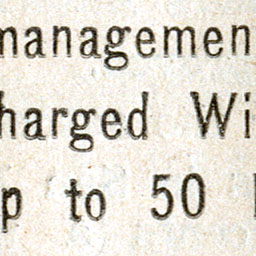 managemen
harged Wi
p to 50